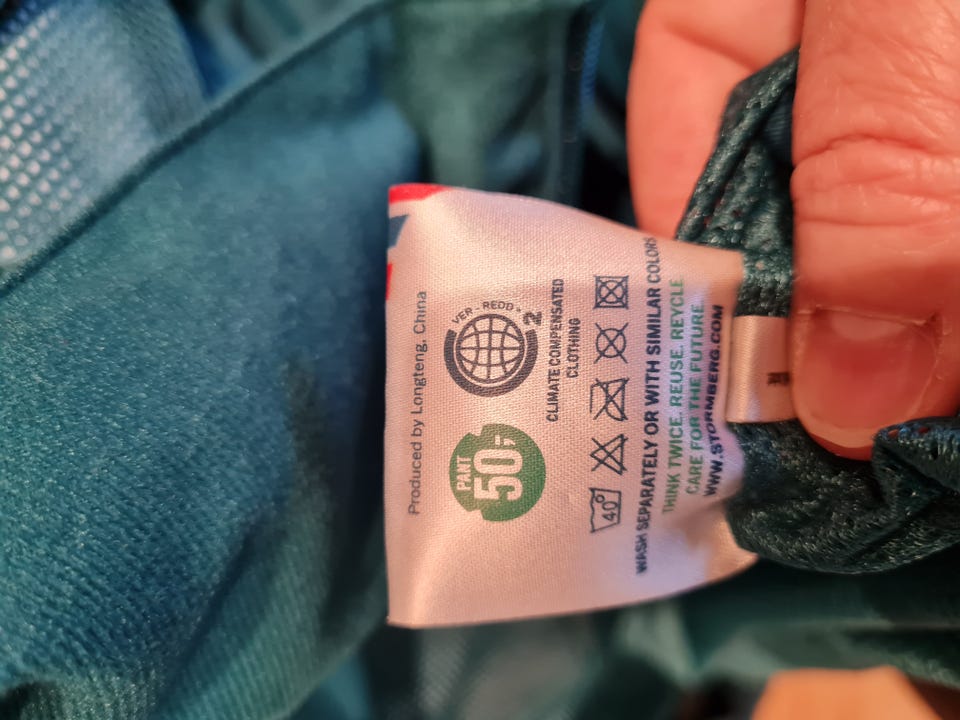 Produced by Longteng, China
PANT
50,-
VER - REDD +
2
CLIMATE COMPENSATED
CLOTHING
40°
WASH SEPARATELY OR WITH SIMILAR COLORS
THINK TWICE. REUSE. RECYCLE
CARE FOR THE FUTURE.
WWW.STORMBERG.COM